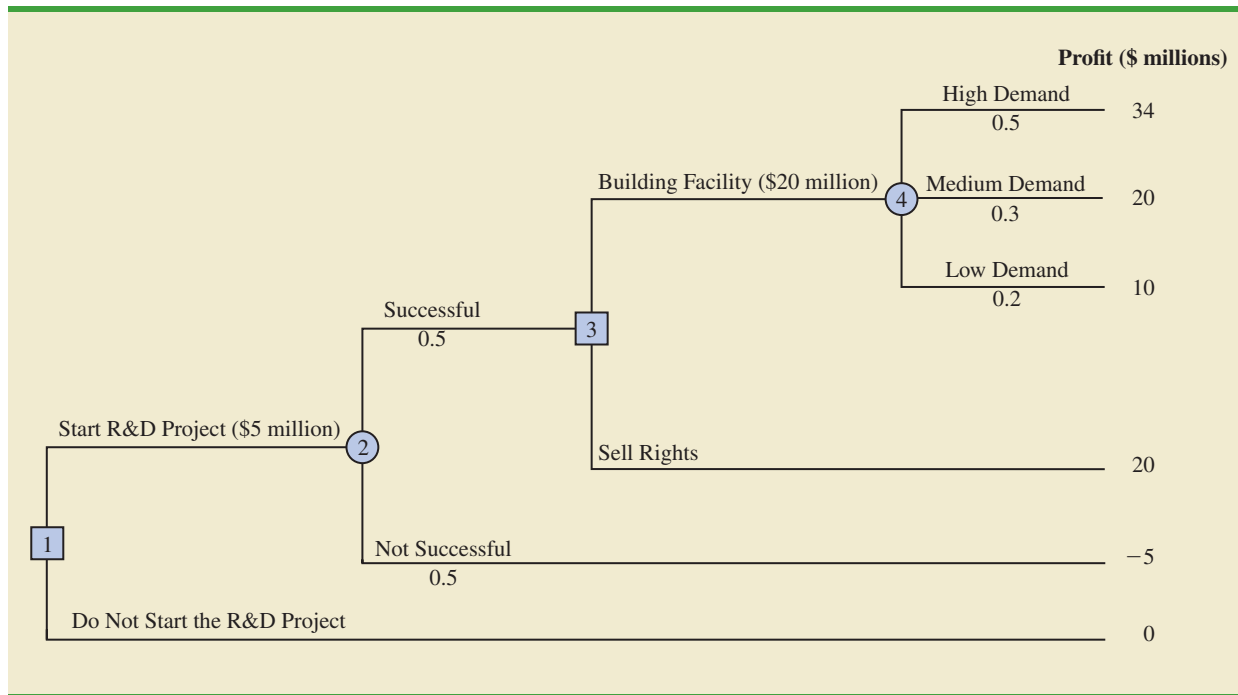 Profit ($ millions)
High Demand
0.5
34
Building Facility ($20 million)
4
Medium Demand
0.3
20
Low Demand
0.2
10
Successful
0.5
3
Start R&D Project ($5 million)
2
Sell Rights
20
1
Not Successful
0.5
−5
Do Not Start the R&D Project
0